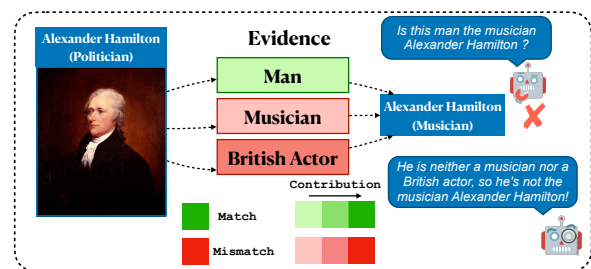 Alexander Hamilton
(Politician)
Evidence
Man
Musician
British Actor
Alexander Hamilton
(Musician)
Is this man the musician
Alexander Hamilton ?
He is neither a musician nor a
British actor, so he's not the
musician Alexander Hamilton!
Contribution
Match
Mismatch